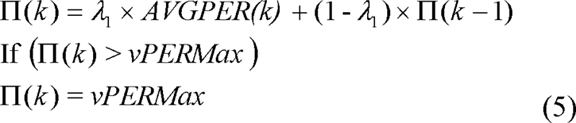 Π(k) = λ₁ × AVGPER(k) + (1 - λ₁) × Π(k − 1)
If (Π(k) > vPERMax)
Π(k) = vPERMax (5)